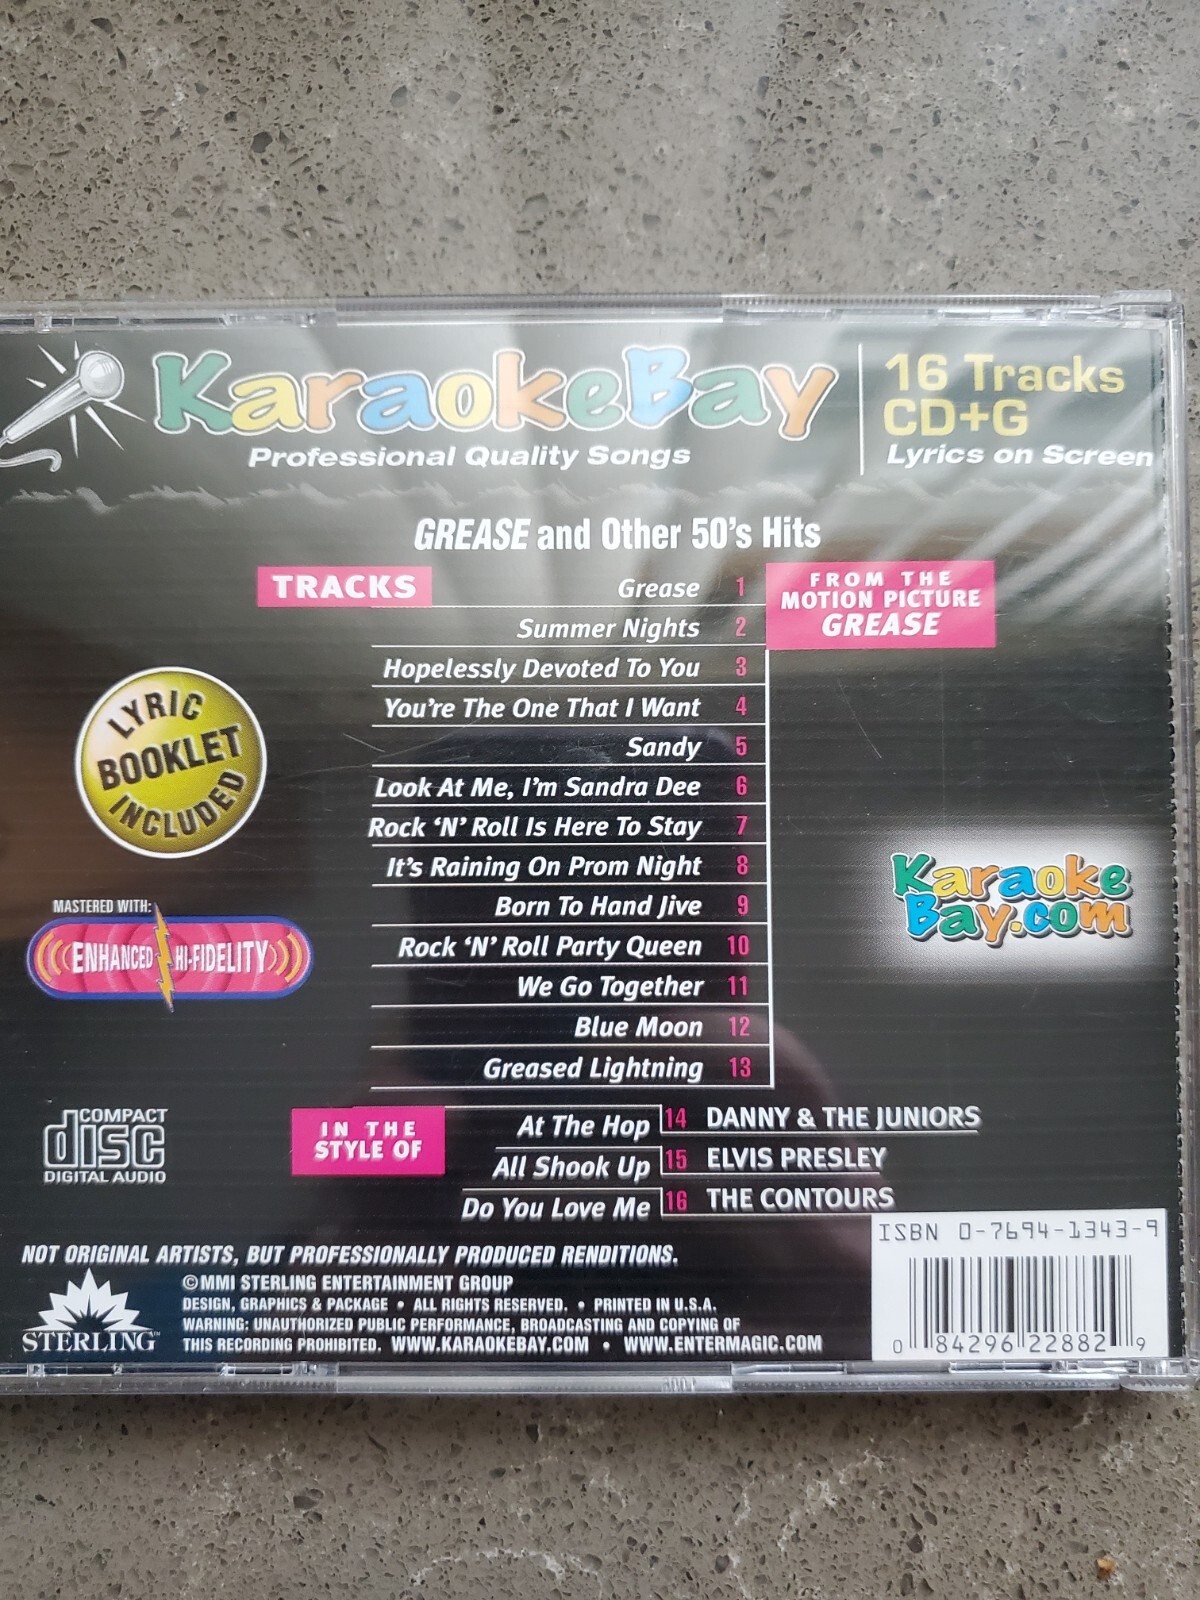 KaraokeBay
Professional Quality Songs
16 Tracks
CD+G
Lyrics on Screen
GREASE and Other 50's Hits
TRACKS
FROM THE
MOTION PICTURE
GREASE
Grease 1
Summer Nights 2
Hopelessly Devoted To You 3
You're The One That I Want 4
Sandy 5
Look At Me, I'm Sandra Dee 6
Rock 'N' Roll Is Here To Stay 7
It's Raining On Prom Night 8
Born To Hand Jive 9
Rock 'N' Roll Party Queen 10
We Go Together 11
Blue Moon 12
Greased Lightning 13
LYRIC
BOOKLET
INCLUDED
MASTERED WITH:
ENHANCED HI-FIDELITY
Karaoke
Bay.com
COMPACT
disc
DIGITAL AUDIO
IN THE
STYLE OF
At The Hop 14 DANNY & THE JUNIORS
All Shook Up 15 ELVIS PRESLEY
Do You Love Me 16 THE CONTOURS
NOT ORIGINAL ARTISTS, BUT PROFESSIONALLY PRODUCED RENDITIONS.
STERLING™
©MMI STERLING ENTERTAINMENT GROUP
DESIGN, GRAPHICS & PACKAGE • ALL RIGHTS RESERVED. • PRINTED IN U.S.A.
WARNING: UNAUTHORIZED PUBLIC PERFORMANCE, BROADCASTING AND COPYING OF
THIS RECORDING PROHIBITED. WWW.KARAOKEBAY.COM • WWW.ENTERMAGIC.COM
ISBN 0-7694-1343-9
0 84296 22882 9